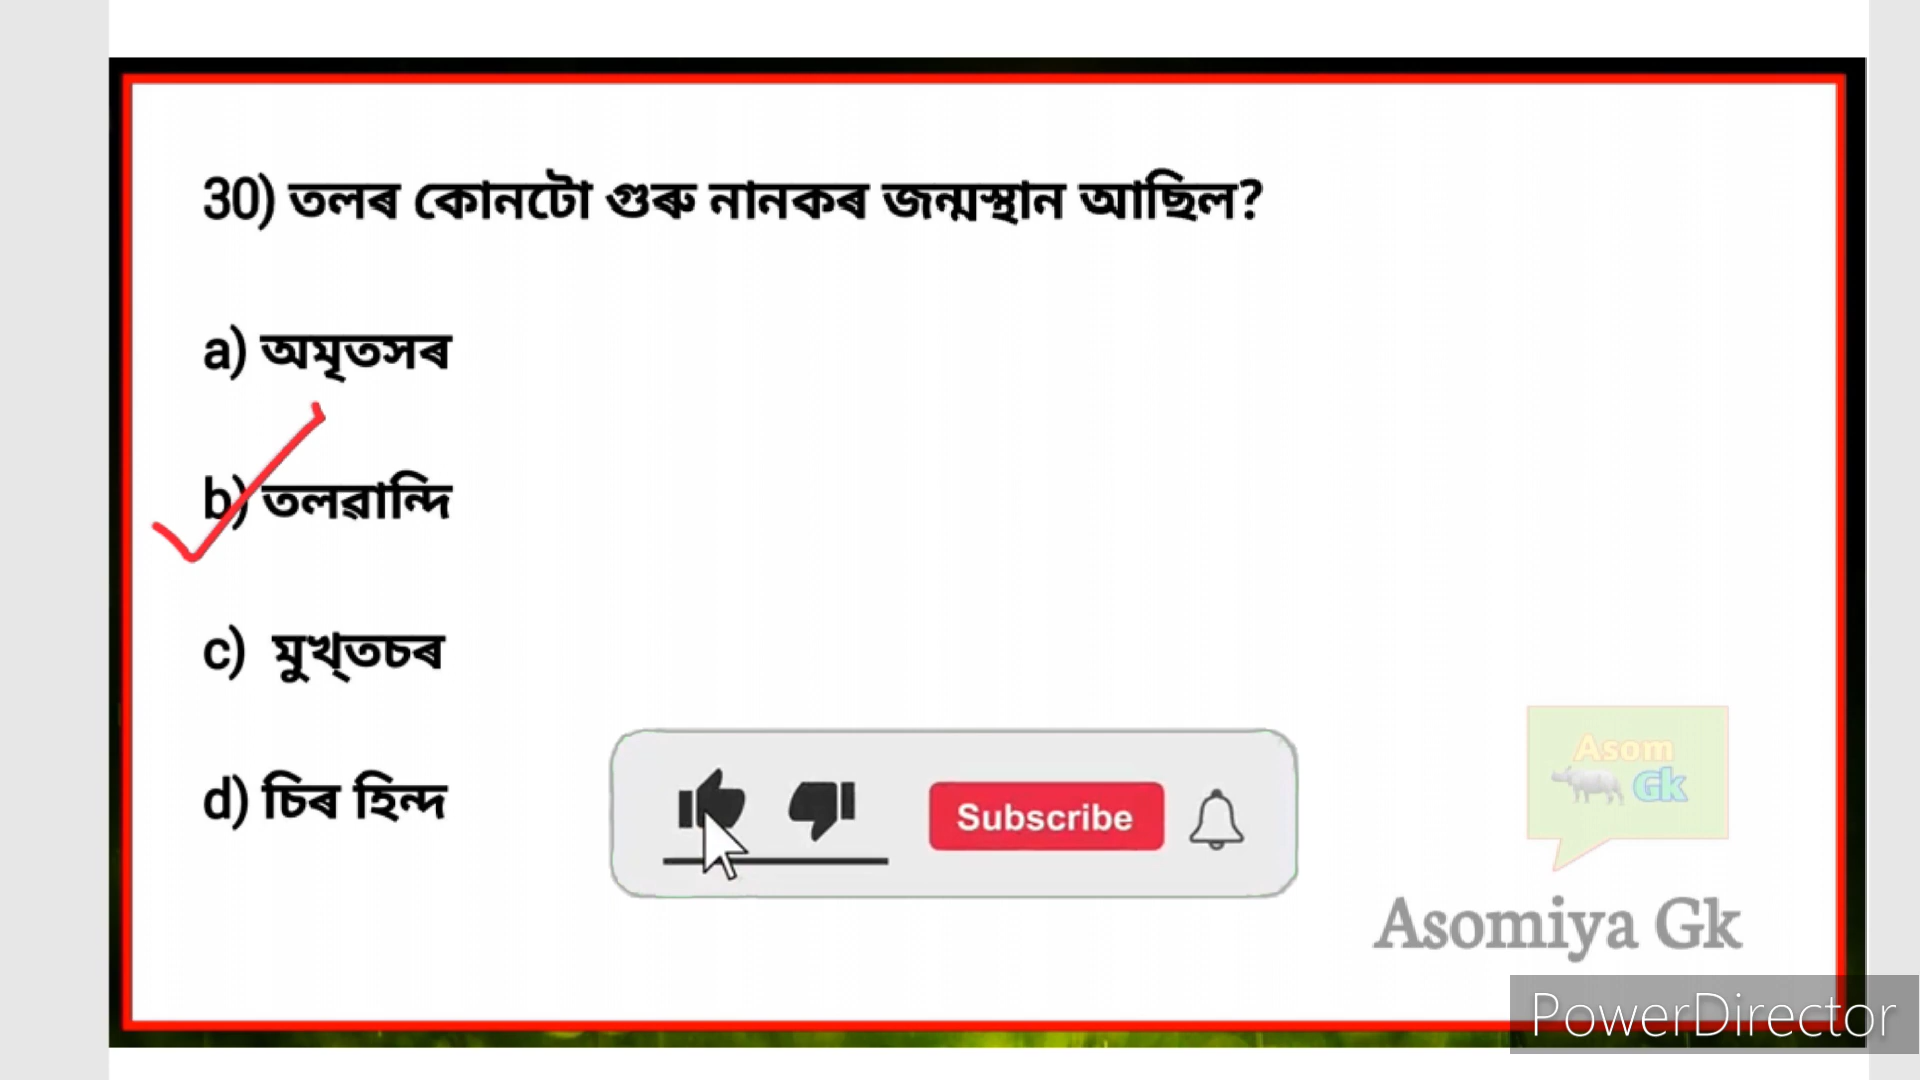 30) তলৰ কোনটো গুৰু নানকৰ জন্মস্থান আছিল?
a) অমৃতসৰ
b) তলৱান্দি
c) মুখ্তচৰ
d) চিৰ হিন্দ
Subscribe
Asom
Gk
Asomiya Gk
PowerDirector